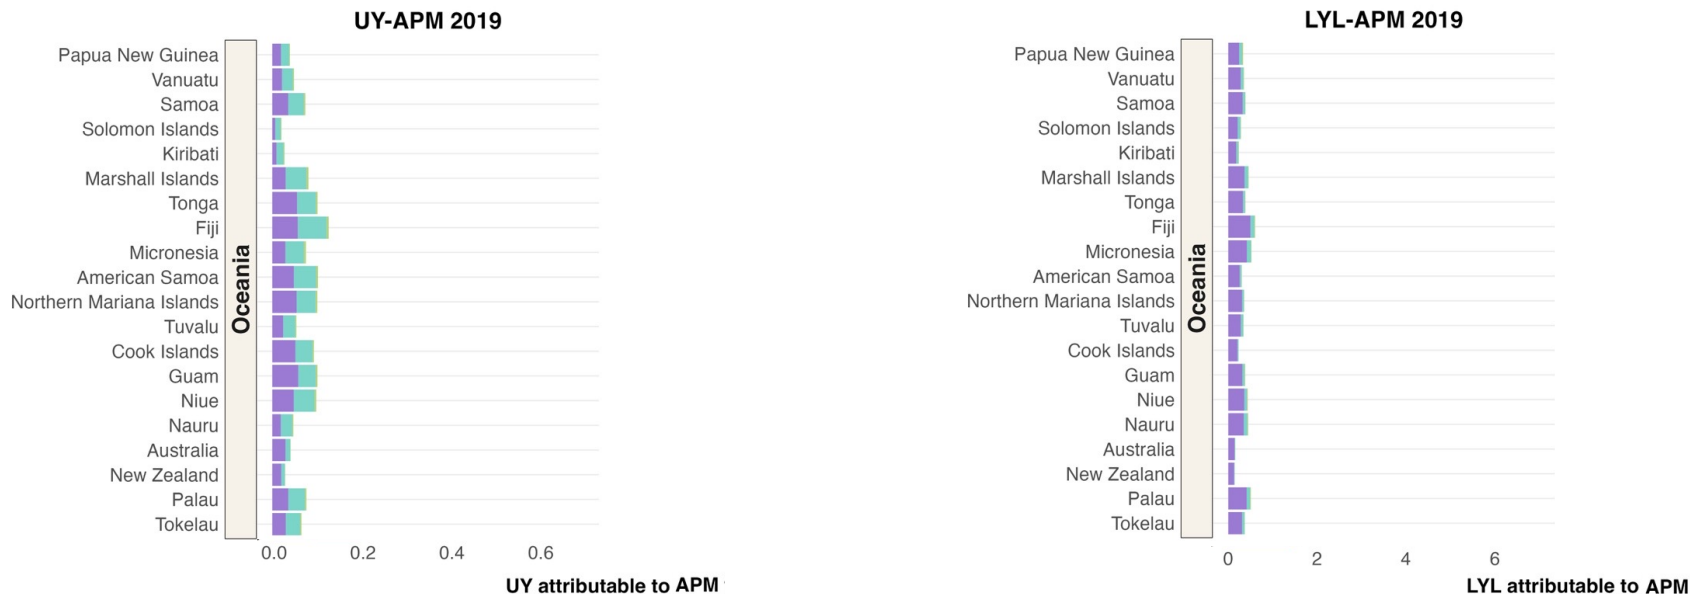 UY-APM 2019
Papua New Guinea
Vanuatu
Samoa
Solomon Islands
Kiribati
Marshall Islands
Tonga
Fiji
Micronesia
American Samoa
Northern Mariana Islands
Tuvalu
Cook Islands
Guam
Niue
Nauru
Australia
New Zealand
Palau
Tokelau
Oceania
0.0 0.2 0.4 0.6
UY attributable to APM
LYL-APM 2019
Papua New Guinea
Vanuatu
Samoa
Solomon Islands
Kiribati
Marshall Islands
Tonga
Fiji
Micronesia
American Samoa
Northern Mariana Islands
Tuvalu
Cook Islands
Guam
Niue
Nauru
Australia
New Zealand
Palau
Tokelau
Oceania
0 2 4 6
LYL attributable to APM